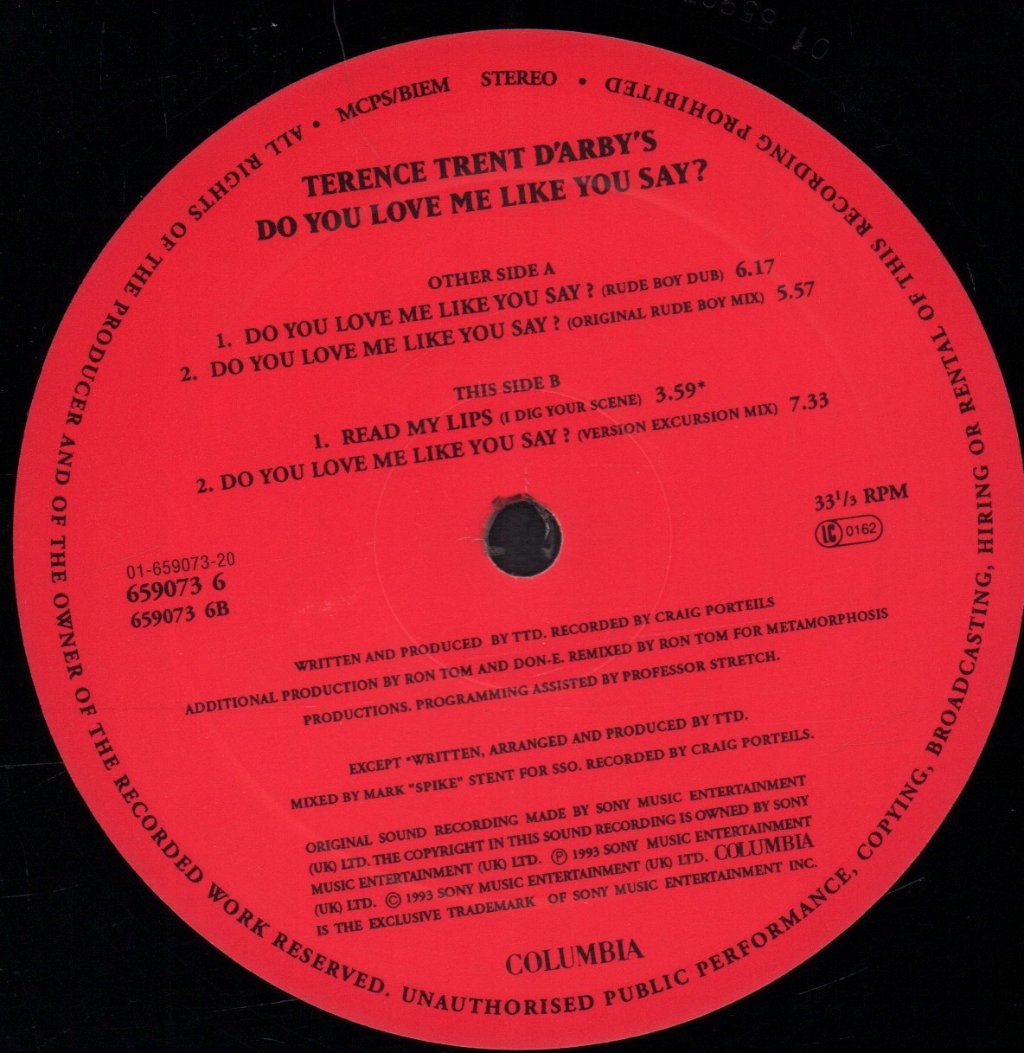 MCPS/BIEM STEREO
• ALL RIGHTS OF THE PRODUCER AND OF THE OWNER OF THE RECORDED WORK RESERVED. UNAUTHORISED PUBLIC PERFORMANCE, COPYING, BROADCASTING, HIRING OR RENTAL OF THIS RECORDING PROHIBITED •
TERENCE TRENT D'ARBY'S
DO YOU LOVE ME LIKE YOU SAY?
OTHER SIDE A
1. DO YOU LOVE ME LIKE YOU SAY? (RUDE BOY DUB) 6.17
2. DO YOU LOVE ME LIKE YOU SAY? (ORIGINAL RUDE BOY MIX) 5.57
THIS SIDE B
1. READ MY LIPS (I DIG YOUR SCENE) 3.59*
2. DO YOU LOVE ME LIKE YOU SAY? (VERSION EXCURSION MIX) 7.33
33 1/3 RPM
LC 0162
01-659073-20
659073 6
659073 6B
WRITTEN AND PRODUCED BY TTD. RECORDED BY CRAIG PORTEILS
ADDITIONAL PRODUCTION BY RON TOM AND DON-E. REMIXED BY RON TOM FOR METAMORPHOSIS
PRODUCTIONS. PROGRAMMING ASSISTED BY PROFESSOR STRETCH.
EXCEPT *WRITTEN, ARRANGED AND PRODUCED BY TTD.
MIXED BY MARK "SPIKE" STENT FOR SSO. RECORDED BY CRAIG PORTEILS.
ORIGINAL SOUND RECORDING MADE BY SONY MUSIC ENTERTAINMENT
(UK) LTD. THE COPYRIGHT IN THIS SOUND RECORDING IS OWNED BY SONY
MUSIC ENTERTAINMENT (UK) LTD. ℗ 1993 SONY MUSIC ENTERTAINMENT
(UK) LTD. © 1993 SONY MUSIC ENTERTAINMENT (UK) LTD. COLUMBIA
IS THE EXCLUSIVE TRADEMARK OF SONY MUSIC ENTERTAINMENT INC.
COLUMBIA